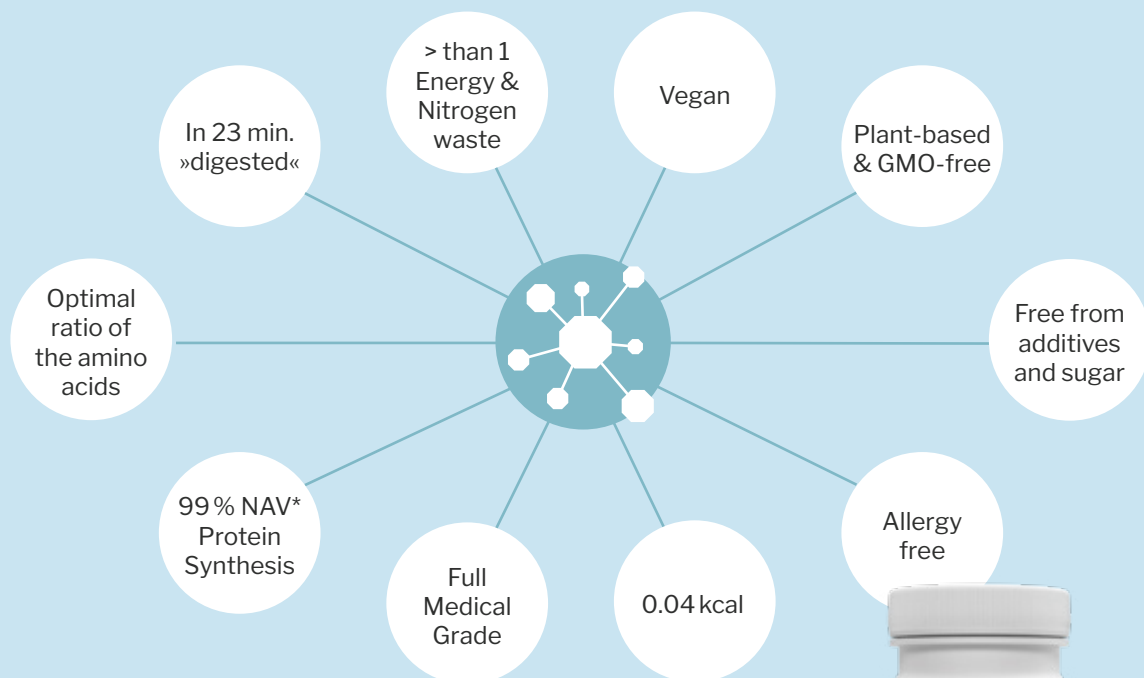 > than 1
Energy &
Nitrogen
waste
Vegan
In 23 min.
»digested«
Plant-based
& GMO-free
Optimal
ratio of
the amino
acids
Free from
additives
and sugar
99 % NAV*
Protein
Synthesis
Allergy
free
Full
Medical
Grade
0.04 kcal